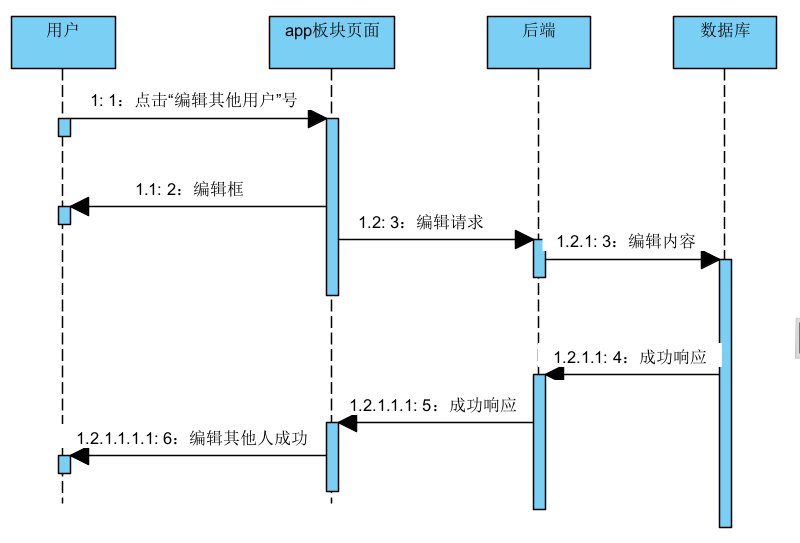 用户
app板块页面
后端
数据库
1: 1：点击“编辑其他用户”号
1.1: 2：编辑框
1.2: 3：编辑请求
1.2.1: 3：编辑内容
1.2.1.1: 4：成功响应
1.2.1.1.1: 5：成功响应
1.2.1.1.1.1: 6：编辑其他人成功